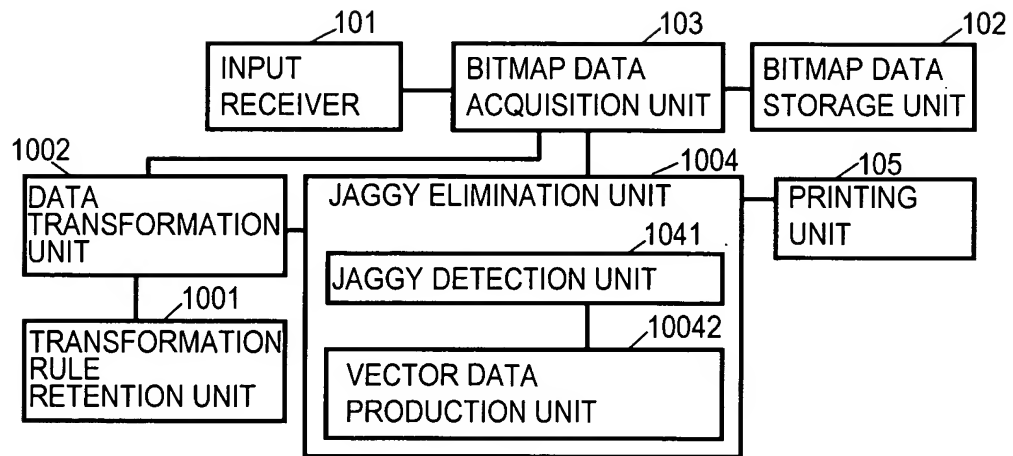 101
INPUT
RECEIVER
103
BITMAP DATA
ACQUISITION UNIT
102
BITMAP DATA
STORAGE UNIT
1002
DATA
TRANSFORMATION
UNIT
1004
JAGGY ELIMINATION UNIT
105
PRINTING
UNIT
1041
JAGGY DETECTION UNIT
1001
TRANSFORMATION
RULE
RETENTION UNIT
10042
VECTOR DATA
PRODUCTION UNIT